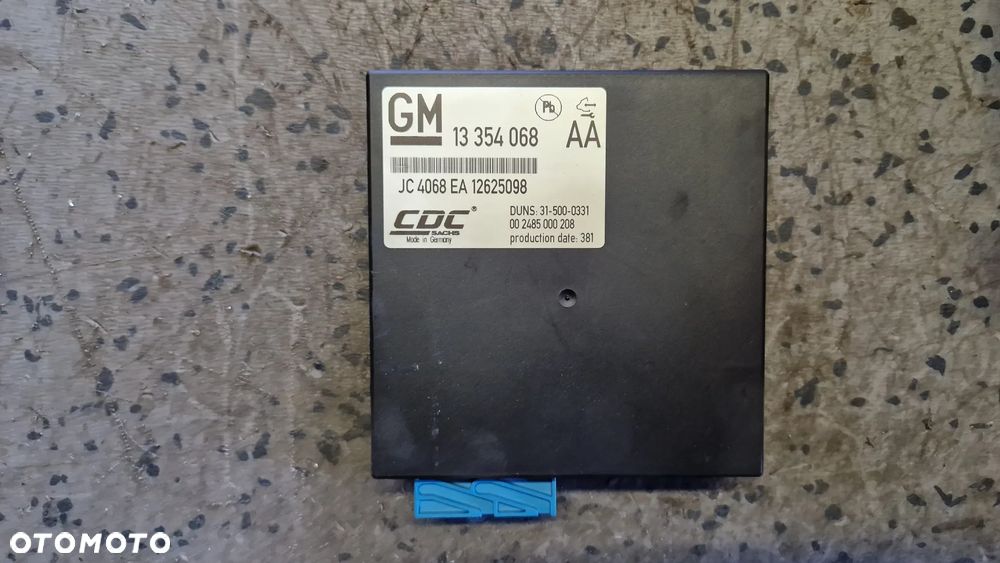 GM
Pb
13 354 068
AA
JC 4068 EA 12625098
CDC®
SACHS
Made in Germany
DUNS: 31-500-0331
00 2485 000 208
production date: 381
OTOMOTO